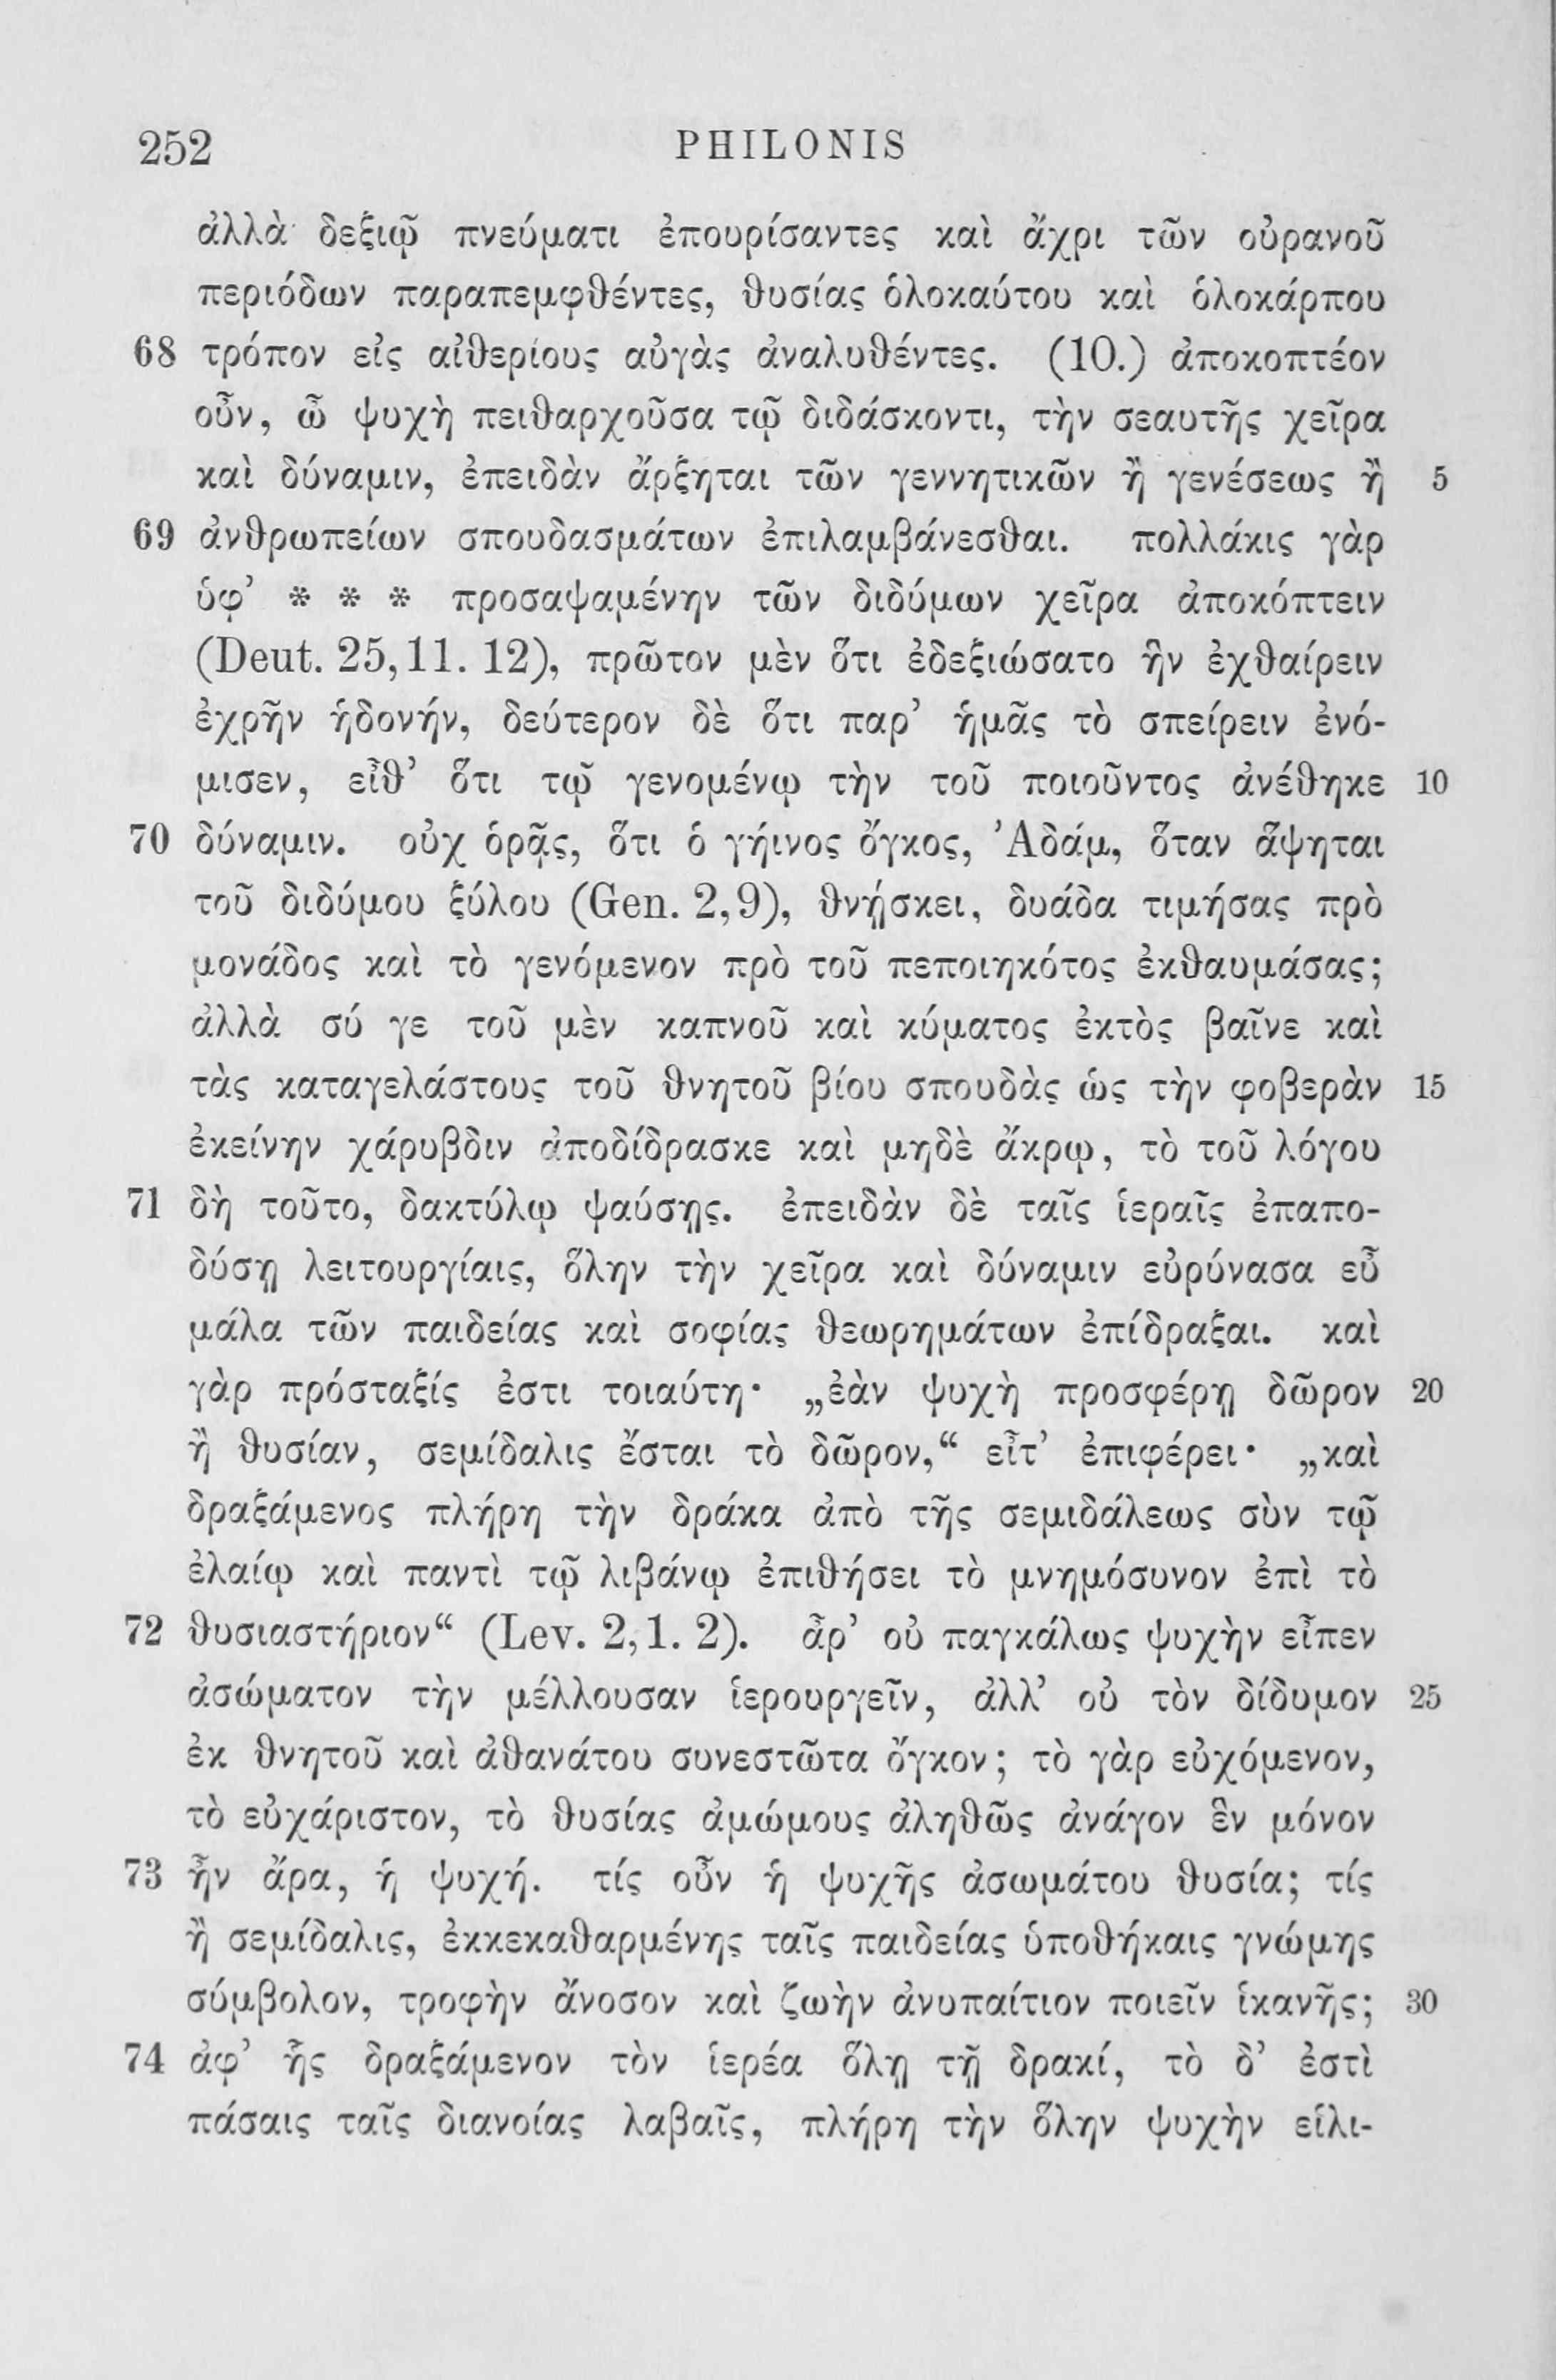 252 PHILONIS
ἀλλὰ δεξιῷ πνεύματι ἐπουρίσαντες καὶ ἄχρι τῶν οὐρανοῦ
περιόδων παραπεμφθέντες, θυσίας ὁλοκαύτου καὶ ὁλοκάρπου
68 τρόπον εἰς αἰθερίους αὐγὰς ἀναλυθέντες. (10.) ἀποκοπτέον
οὖν, ὦ ψυχὴ πειθαρχοῦσα τῷ διδάσκοντι, τὴν σεαυτῆς χεῖρα
καὶ δύναμιν, ἐπειδὰν ἄρξηται τῶν γεννητικῶν ἢ γενέσεως ἢ 5
69 ἀνθρωπείων σπουδασμάτων ἐπιλαμβάνεσθαι. πολλάκις γὰρ
ὑφ’ * * * προσαψαμένην τῶν διδύμων χεῖρα ἀποκόπτειν
(Deut. 25,11. 12), πρῶτον μὲν ὅτι ἐδεξιώσατο ἣν ἐχθαίρειν
ἐχρῆν ἡδονήν, δεύτερον δὲ ὅτι παρ’ ἡμᾶς τὸ σπείρειν ἐνό-
μισεν, εἶθ’ ὅτι τῷ γενομένῳ τὴν τοῦ ποιοῦντος ἀνέθηκε 10
70 δύναμιν. οὐχ ὁρᾷς, ὅτι ὁ γήινος ὄγκος, Ἀδάμ, ὅταν ἅψηται
τοῦ διδύμου ξύλου (Gen. 2,9), θνῄσκει, δυάδα τιμήσας πρὸ
μονάδος καὶ τὸ γενόμενον πρὸ τοῦ πεποιηκότος ἐκθαυμάσας;
ἀλλὰ σύ γε τοῦ μὲν καπνοῦ καὶ κύματος ἐκτὸς βαῖνε καὶ
τὰς καταγελάστους τοῦ θνητοῦ βίου σπουδὰς ὡς τὴν φοβερὰν 15
ἐκείνην χάρυβδιν ἀποδίδρασκε καὶ μηδὲ ἄκρῳ, τὸ τοῦ λόγου
71 δὴ τοῦτο, δακτύλῳ ψαύσῃς. ἐπειδὰν δὲ ταῖς ἱεραῖς ἐπαπο-
δύσῃ λειτουργίαις, ὅλην τὴν χεῖρα καὶ δύναμιν εὐρύνασα εὖ
μάλα τῶν παιδείας καὶ σοφίας θεωρημάτων ἐπίδραξαι. καὶ
γὰρ πρόσταξίς ἐστι τοιαύτη· „ἐὰν ψυχὴ προσφέρῃ δῶρον 20
ἢ θυσίαν, σεμίδαλις ἔσται τὸ δῶρον,“ εἶτ’ ἐπιφέρει· „καὶ
δραξάμενος πλήρη τὴν δράκα ἀπὸ τῆς σεμιδάλεως σὺν τῷ
ἐλαίῳ καὶ παντὶ τῷ λιβάνῳ ἐπιθήσει τὸ μνημόσυνον ἐπὶ τὸ
72 θυσιαστήριον“ (Lev. 2,1. 2). ἆρ’ οὐ παγκάλως ψυχὴν εἶπεν
ἀσώματον τὴν μέλλουσαν ἱερουργεῖν, ἀλλ’ οὐ τὸν δίδυμον 25
ἐκ θνητοῦ καὶ ἀθανάτου συνεστῶτα ὄγκον; τὸ γὰρ εὐχόμενον,
τὸ εὐχάριστον, τὸ θυσίας ἀμώμους ἀληθῶς ἀνάγον ἓν μόνον
73 ἦν ἄρα, ἡ ψυχή. τίς οὖν ἡ ψυχῆς ἀσωμάτου θυσία; τίς
ἢ σεμίδαλις, ἐκκεκαθαρμένης ταῖς παιδείας ὑποθήκαις γνώμης
σύμβολον, τροφὴν ἄνοσον καὶ ζωὴν ἀνυπαίτιον ποιεῖν ἱκανῆς; 30
74 ἀφ’ ἧς δραξάμενον τὸν ἱερέα ὅλῃ τῇ δρακί, τὸ δ’ ἐστὶ
πάσαις ταῖς διανοίας λαβαῖς, πλήρη τὴν ὅλην ψυχὴν εἱλι-